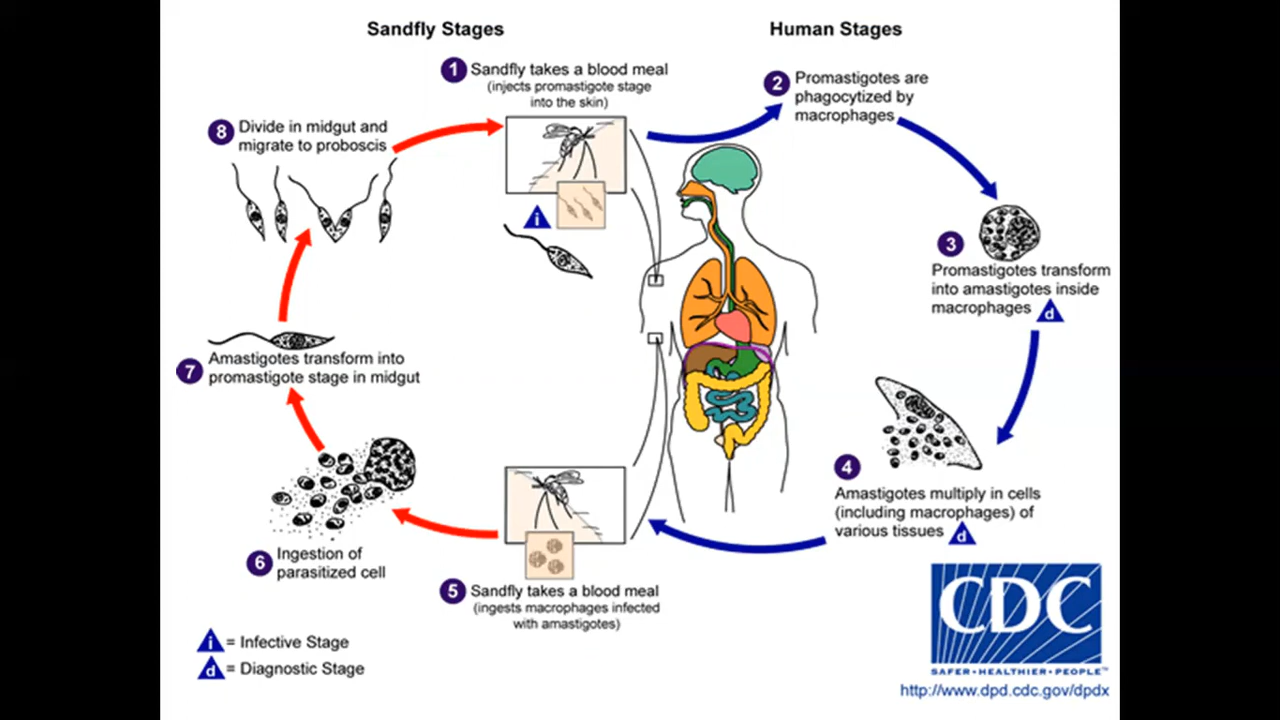 Sandfly Stages
Human Stages
1 Sandfly takes a blood meal
(injects promastigote stage
into the skin)
2 Promastigotes are
phagocytized by
macrophages
8 Divide in midgut and
migrate to proboscis
i
3
Promastigotes transform
into amastigotes inside
macrophages d
7 Amastigotes transform into
promastigote stage in midgut
4
Amastigotes multiply in cells
(including macrophages) of
various tissues d
6 Ingestion of
parasitized cell
5 Sandfly takes a blood meal
(ingests macrophages infected
with amastigotes)
i = Infective Stage
d = Diagnostic Stage
CDC
SAFER·HEALTHIER·PEOPLE™
http://www.dpd.cdc.gov/dpdx